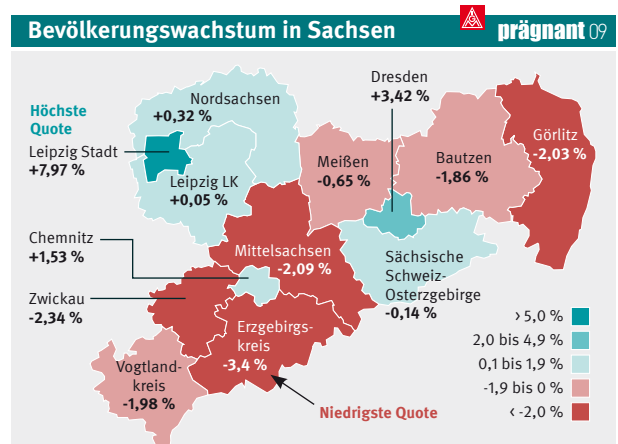 Bevölkerungswachstum in Sachsen
prägnant 09
Dresden
+3,42 %
Nordsachsen
+0,32 %
Höchste
Quote
Leipzig Stadt
+7,97 %
Görlitz
-2,03 %
Meißen
-0,65 %
Bautzen
-1,86 %
Leipzig LK
+0,05 %
Chemnitz
+1,53 %
Mittelsachsen
-2,09 %
Sächsische
Schweiz-
Osterzgebirge
-0,14 %
Zwickau
-2,34 %
Erzgebirgs-
kreis
-3,4 %
Vogtland-
kreis
-1,98 %
Niedrigste Quote
> 5,0 %
2,0 bis 4,9 %
0,1 bis 1,9 %
-1,9 bis 0 %
< -2,0 %